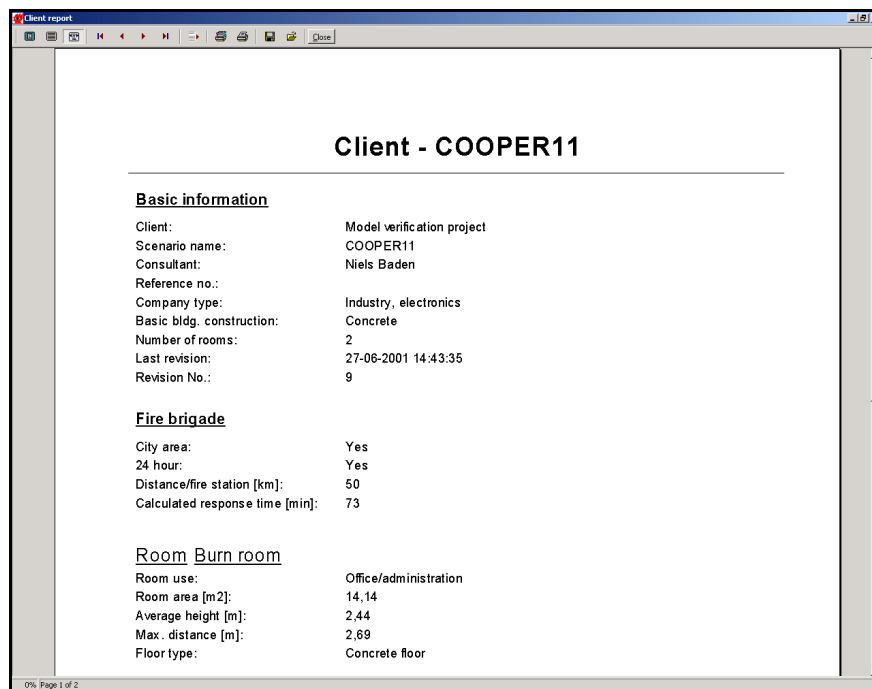 Client report
Close
Client - COOPER11
Basic information
Client: Model verification project
Scenario name: COOPER11
Consultant: Niels Baden
Reference no.:
Company type: Industry, electronics
Basic bldg. construction: Concrete
Number of rooms: 2
Last revision: 27-06-2001 14:43:35
Revision No.: 9
Fire brigade
City area: Yes
24 hour: Yes
Distance/fire station [km]: 50
Calculated response time [min]: 73
Room Burn room
Room use: Office/administration
Room area [m2]: 14,14
Average height [m]: 2,44
Max. distance [m]: 2,69
Floor type: Concrete floor
0% Page 1 of 2